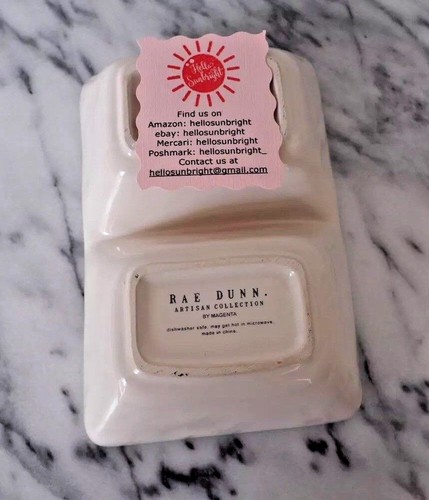 Hello
Sunbright
Find us on
Amazon: hellosunbright
ebay: hellosunbright
Mercari: hellosunbright
Poshmark: hellosunbright_
Contact us at
hellosunbright@gmail.com
RAE DUNN.
ARTISAN COLLECTION
BY MAGENTA
dishwasher safe. may get hot in microwave.
made in china.